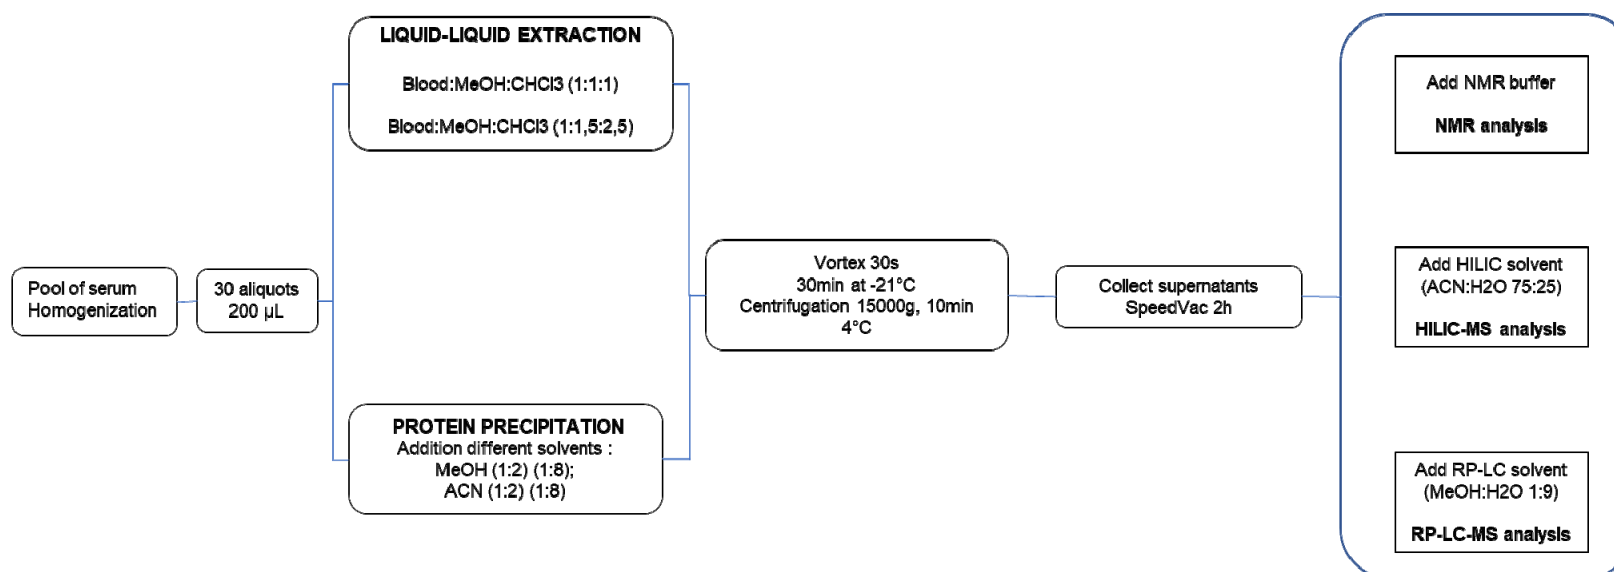 Pool of serum
Homogenization
30 aliquots
200 µL
LIQUID-LIQUID EXTRACTION
Blood:MeOH:CHCl3 (1:1:1)
Blood:MeOH:CHCl3 (1:1,5:2,5)
PROTEIN PRECIPITATION
Addition different solvents :
MeOH (1:2) (1:8);
ACN (1:2) (1:8)
Vortex 30s
30min at -21°C
Centrifugation 15000g, 10min
4°C
Collect supernatants
SpeedVac 2h
Add NMR buffer
NMR analysis
Add HILIC solvent
(ACN:H2O 75:25)
HILIC-MS analysis
Add RP-LC solvent
(MeOH:H2O 1:9)
RP-LC-MS analysis